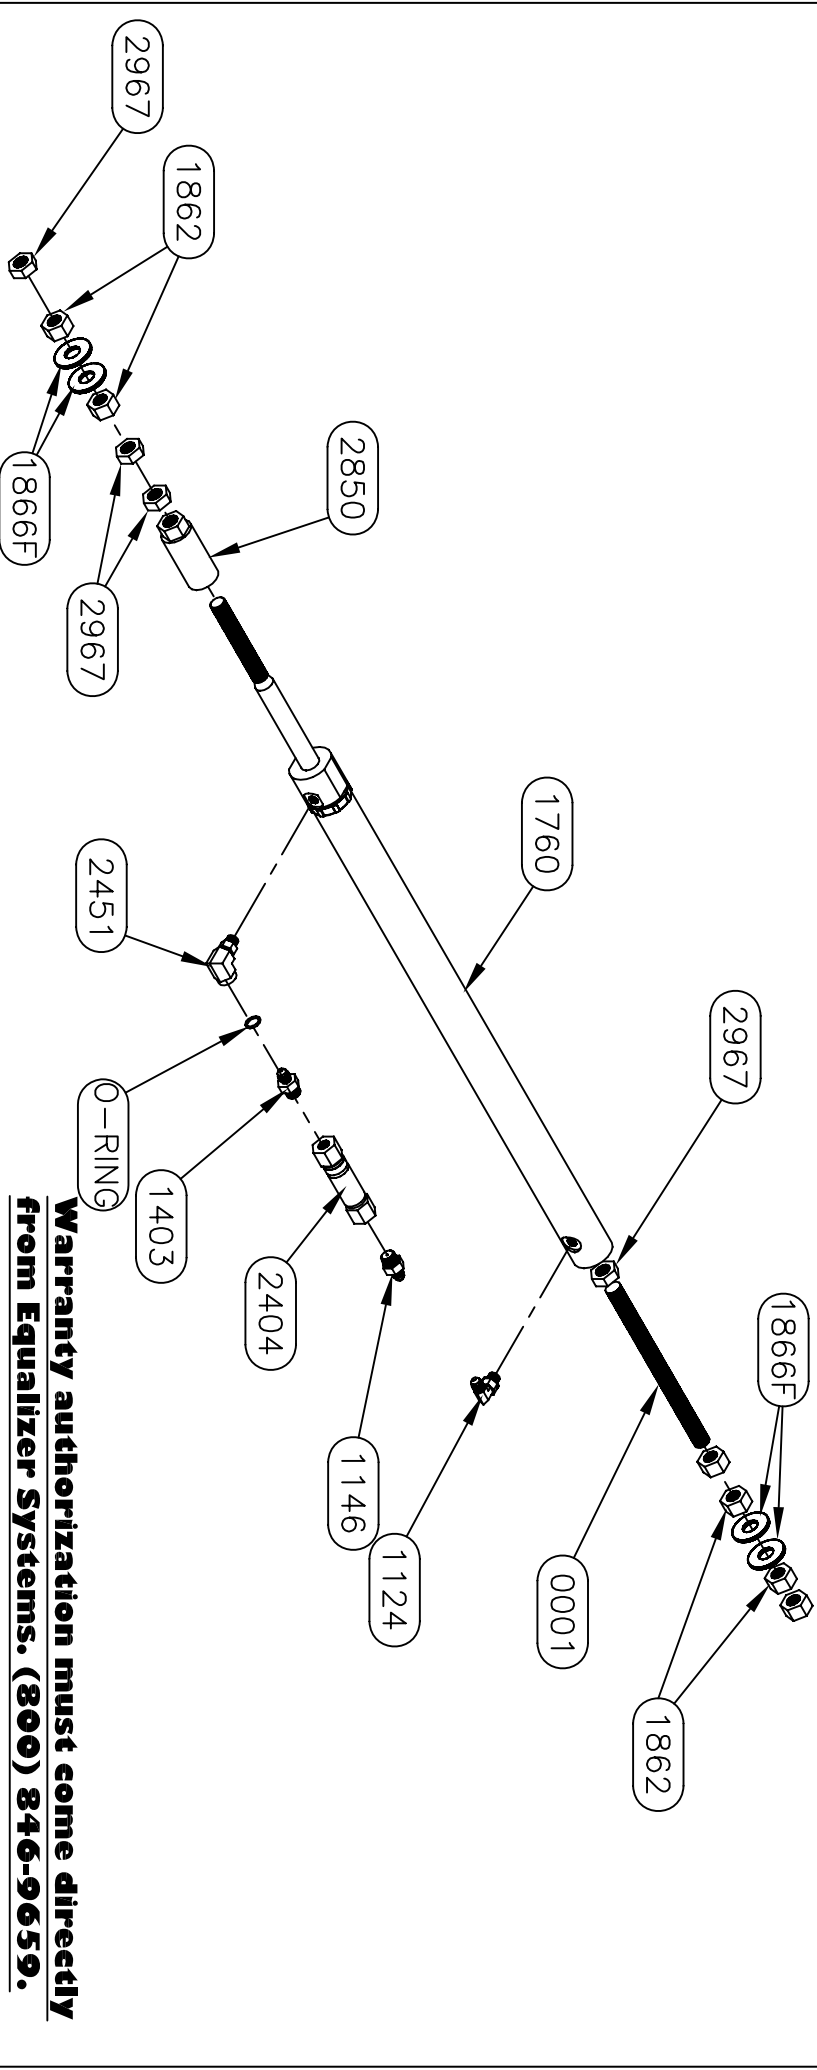 2967
1862
1866F
2967
2850
2451
1760
O-RING
1403
2404
2967
1146
1124
0001
1866F
1862
Warranty authorization must come directly
from Equalizer Systems. (800) 846-9659.